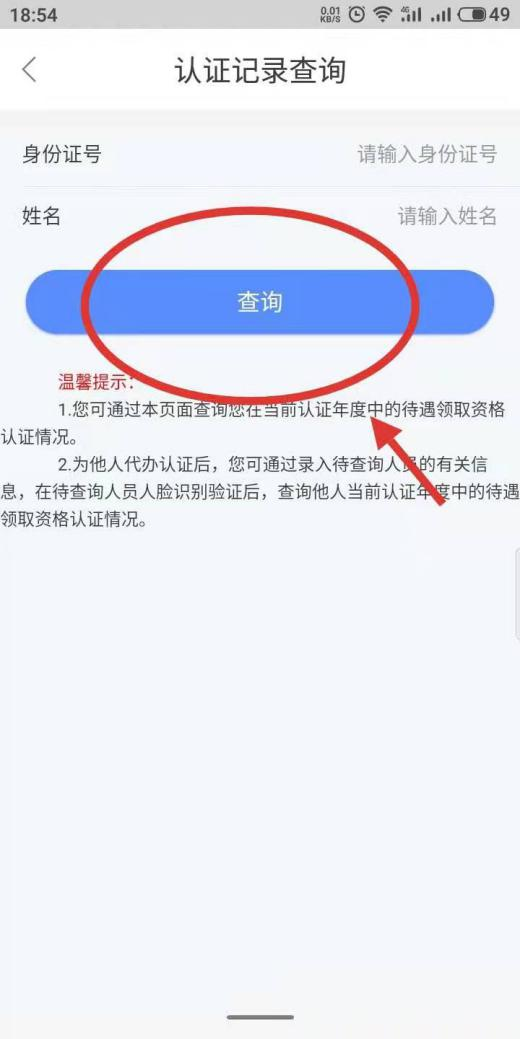 18:54 0.01 KB/S 4G 49
认证记录查询
身份证号 请输入身份证号
姓名 请输入姓名
查询
温馨提示：
1.您可通过本页面查询您在当前认证年度中的待遇领取资格
认证情况。
2.为他人代办认证后，您可通过录入待查询人员的有关信
息，在待查询人员人脸识别验证后，查询他人当前认证年度中的待遇
领取资格认证情况。